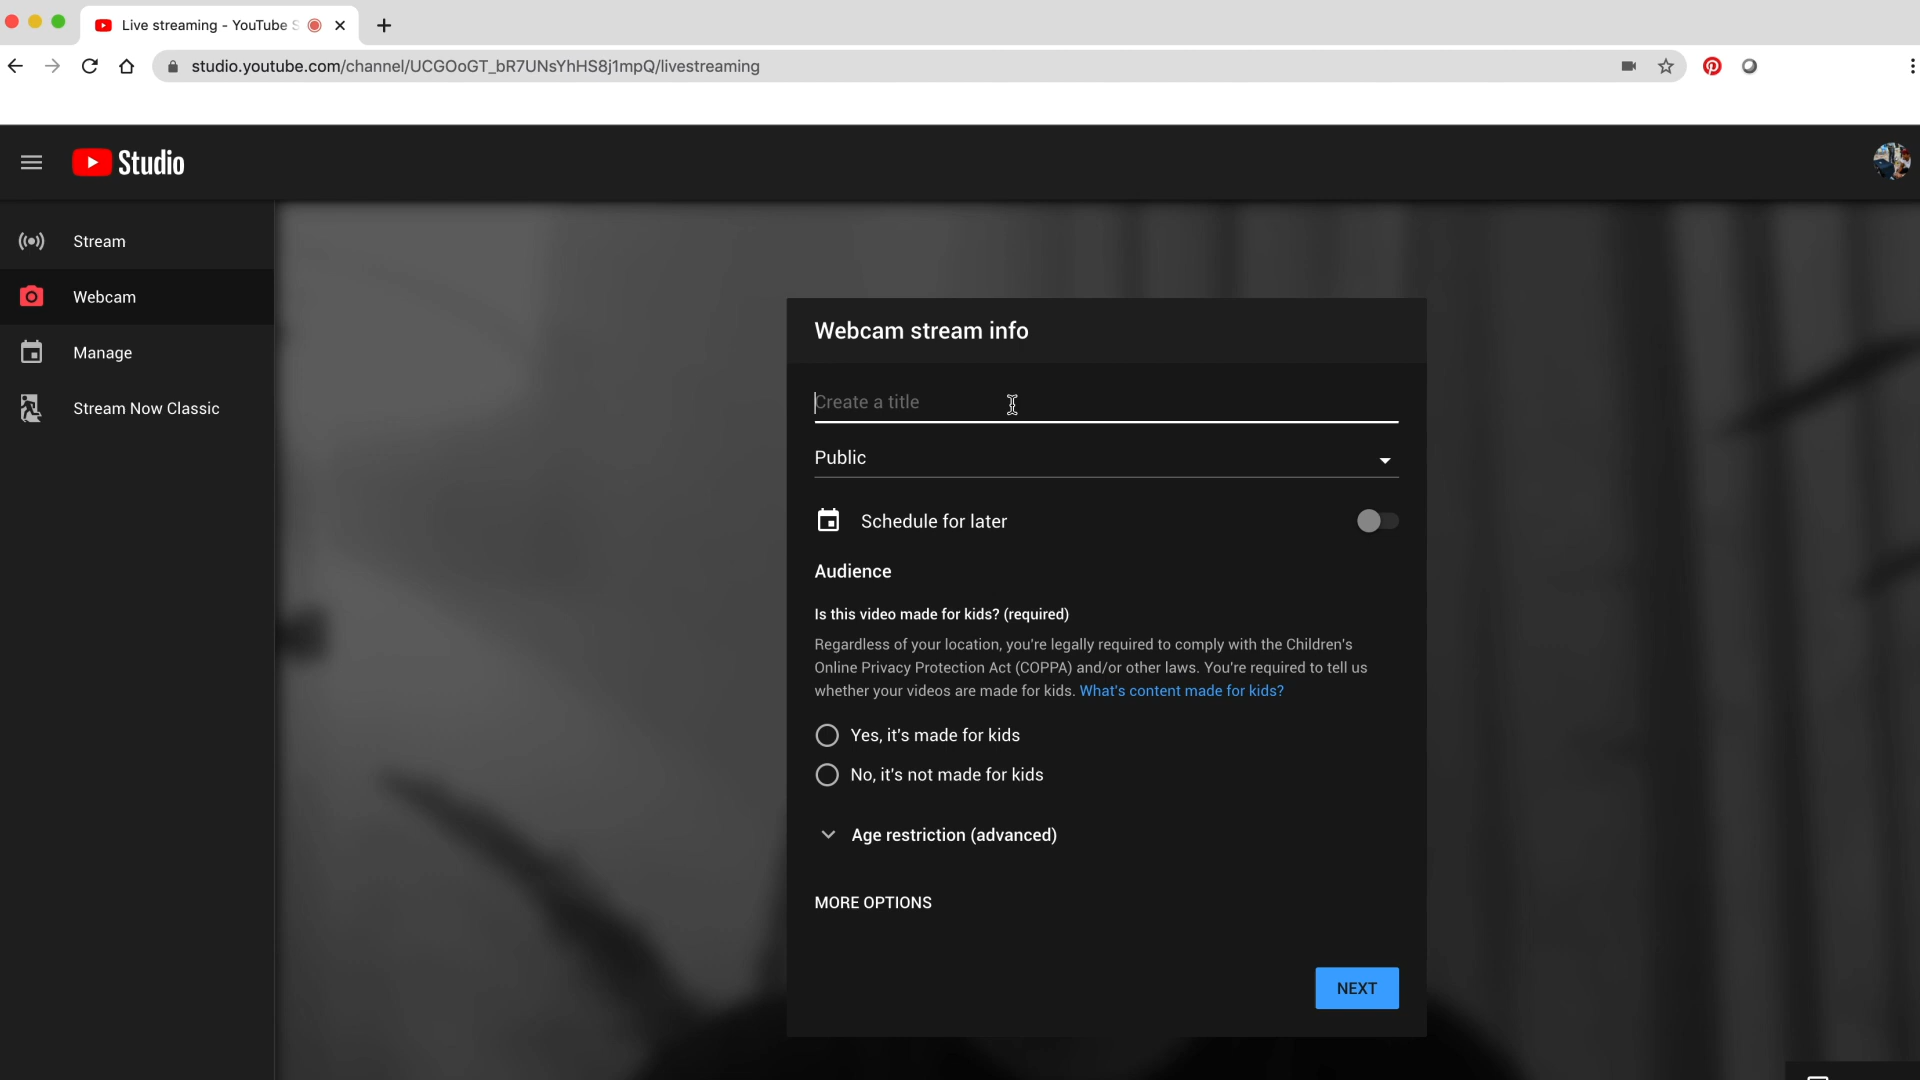 Live streaming - YouTube S
studio.youtube.com/channel/UCGOoGT_bR7UNsYhHS8j1mpQ/livestreaming
Studio
Stream
Webcam
Manage
Stream Now Classic
Webcam stream info
Create a title
Public
Schedule for later
Audience
Is this video made for kids? (required)
Regardless of your location, you're legally required to comply with the Children's
Online Privacy Protection Act (COPPA) and/or other laws. You're required to tell us
whether your videos are made for kids. What's content made for kids?
Yes, it's made for kids
No, it's not made for kids
Age restriction (advanced)
MORE OPTIONS
NEXT